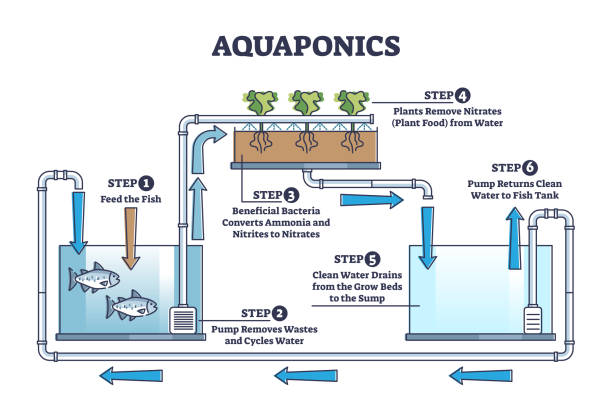 AQUAPONICS
STEP 1
Feed the Fish
STEP 2
Pump Removes Wastes
and Cycles Water
STEP 3
Beneficial Bacteria
Converts Ammonia and
Nitrites to Nitrates
STEP 4
Plants Remove Nitrates
(Plant Food) from Water
STEP 5
Clean Water Drains
from the Grow Beds
to the Sump
STEP 6
Pump Returns Clean
Water to Fish Tank